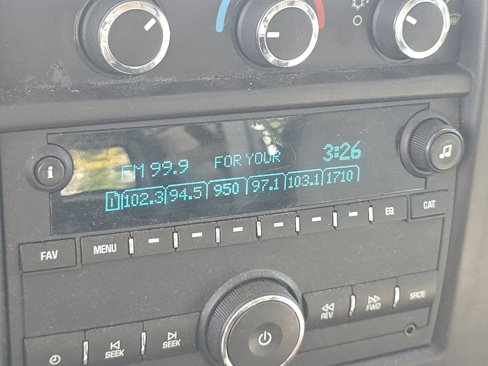 FM 99.9 FOR YOUR 3:26
1 102.3 94.5 950 97.1 103.1 1710
i
FAV MENU EQ CAT
REV FWD SRCE
SEEK SEEK